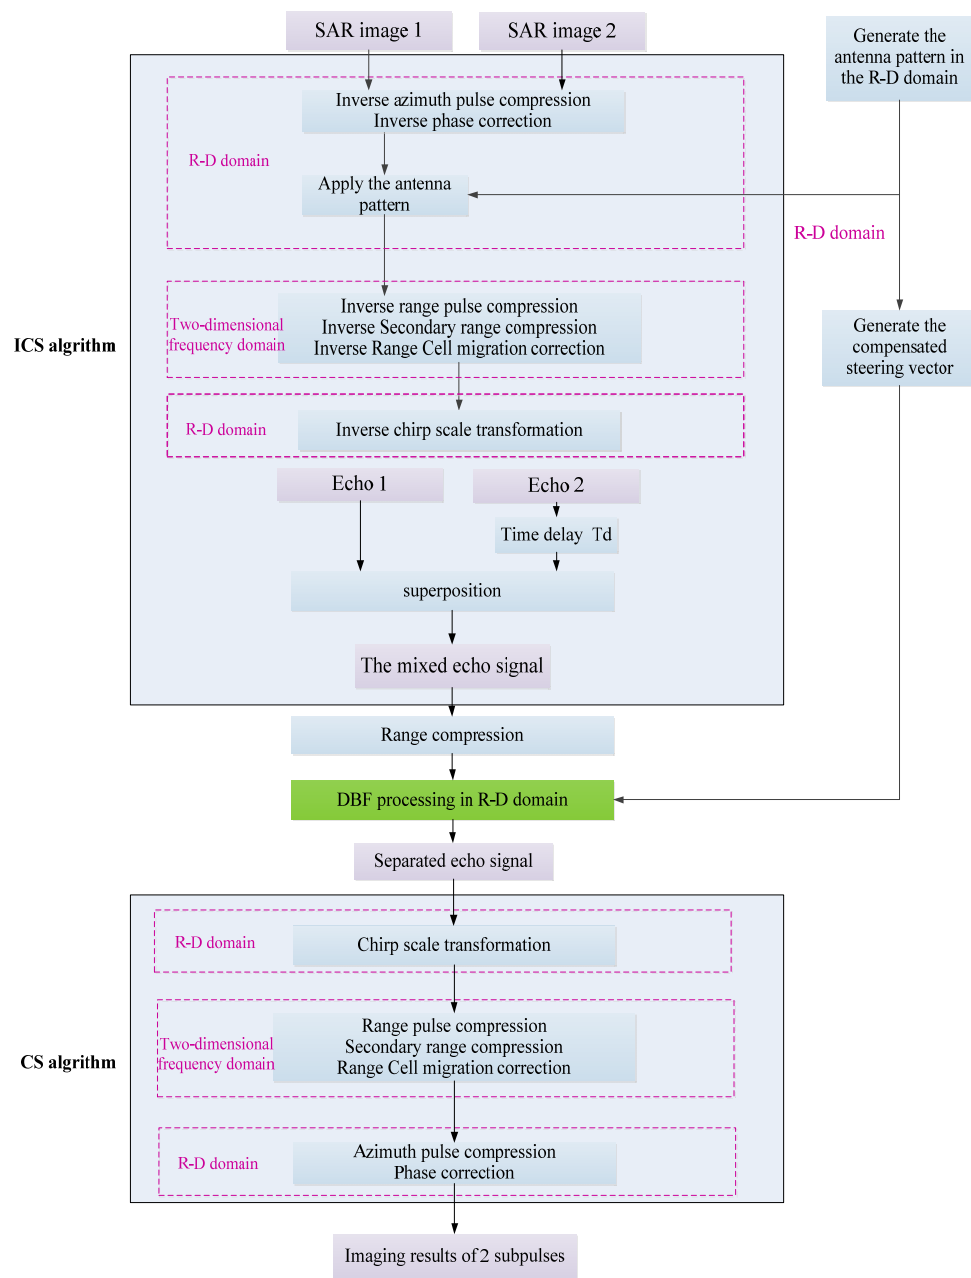 SAR image 1
SAR image 2
Generate the
antenna pattern in
the R-D domain
Inverse azimuth pulse compression
Inverse phase correction
R-D domain
Apply the antenna
pattern
R-D domain
Inverse range pulse compression
Inverse Secondary range compression
Inverse Range Cell migration correction
Two-dimensional
frequency domain
Generate the
compensated
steering vector
ICS algorithm
R-D domain
Inverse chirp scale transformation
Echo 1
Echo 2
Time delay Td
superposition
The mixed echo signal
Range compression
DBF processing in R-D domain
Separated echo signal
R-D domain
Chirp scale transformation
Range pulse compression
Secondary range compression
Range Cell migration correction
Two-dimensional
frequency domain
CS algorithm
Azimuth pulse compression
Phase correction
R-D domain
Imaging results of 2 subpulses